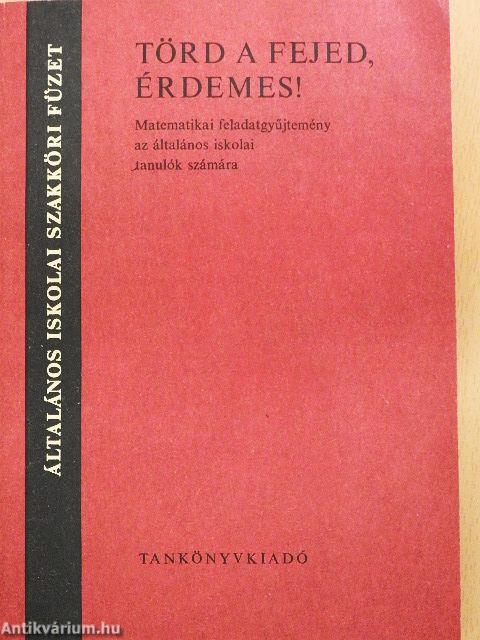 TÖRD A FEJED,
ÉRDEMES!
Matematikai feladatgyűjtemény
az általános iskolai
tanulók számára
ÁLTALÁNOS ISKOLAI SZAKKÖRI FÜZET
TANKÖNYVKIADÓ
Antikvárium.hu